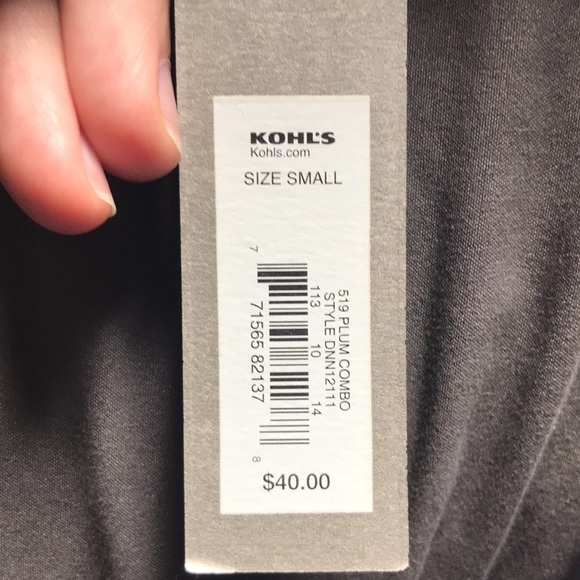 KOHL'S
Kohls.com
SIZE SMALL
519 PLUM COMBO
STYLE DNN12111
113 10 14
7 71565 82137 8
$40.00